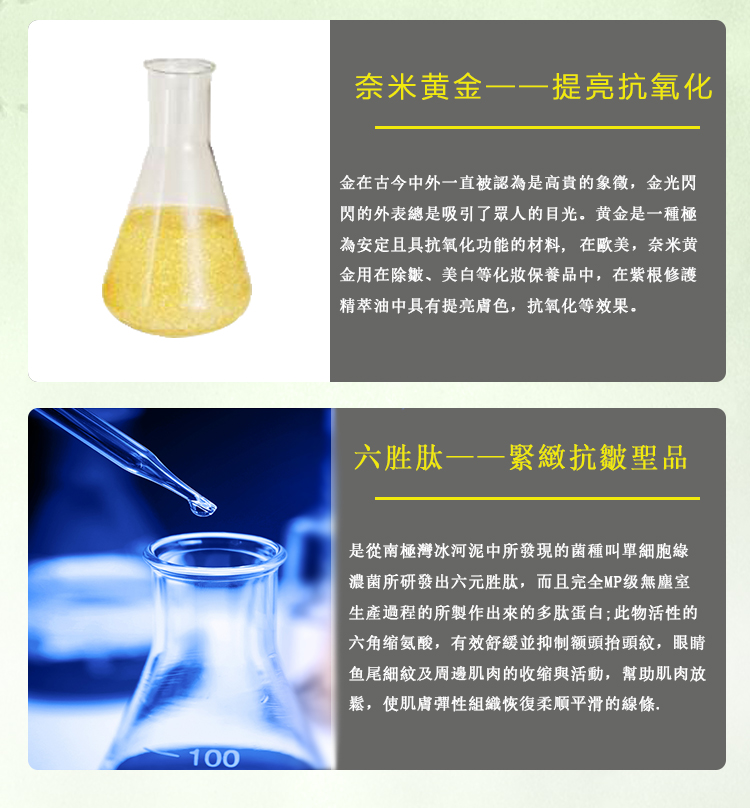 奈米黄金——提亮抗氧化
金在古今中外一直被認為是高貴的象徵，金光閃
閃的外表總是吸引了眾人的目光。黄金是一種極
為安定且具抗氧化功能的材料, 在歐美，奈米黄
金用在除皺、美白等化妝保養品中，在紫根修護
精萃油中具有提亮膚色，抗氧化等效果。
六胜肽——緊緻抗皺聖品
是從南極灣冰河泥中所發現的菌種叫單細胞綠
濃菌所研發出六元胜肽，而且完全MP级無塵室
生產過程的所製作出來的多肽蛋白;此物活性的
六角缩氨酸，有效舒緩並抑制额頭抬頭紋，眼睛
鱼尾細紋及周邊肌肉的收缩與活動，幫助肌肉放
鬆，使肌膚彈性組織恢復柔順平滑的線條.
100